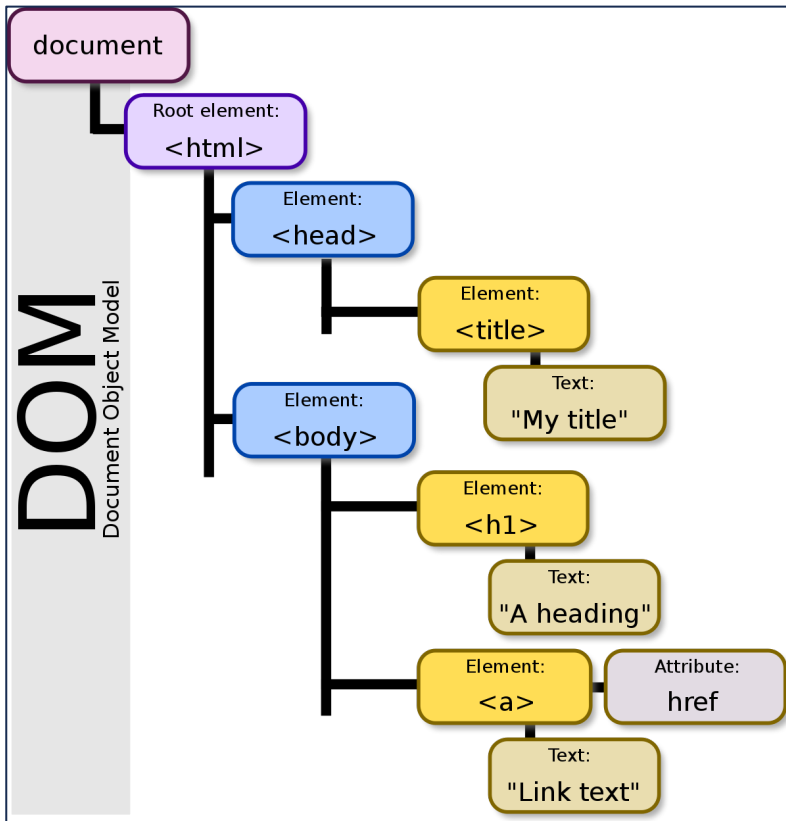 document
Root element:
<html>
Element:
<head>
Element:
<title>
Text:
"My title"
Element:
<body>
Element:
<h1>
Text:
"A heading"
Element:
<a>
Attribute:
href
Text:
"Link text"
DOM
Document Object Model